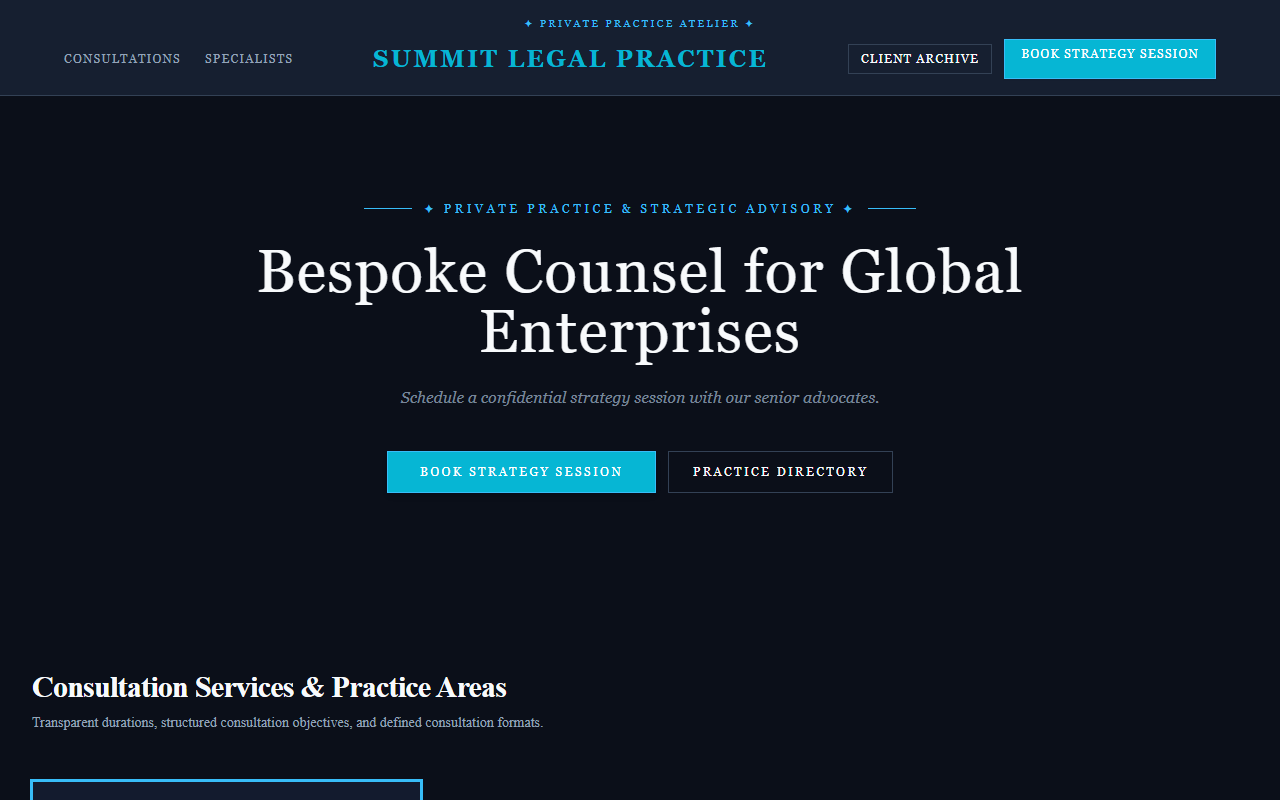 ✦ PRIVATE PRACTICE ATELIER ✦
CONSULTATIONS
SPECIALISTS
SUMMIT LEGAL PRACTICE
CLIENT ARCHIVE
BOOK STRATEGY SESSION
✦ PRIVATE PRACTICE & STRATEGIC ADVISORY ✦
Bespoke Counsel for Global
Enterprises
Schedule a confidential strategy session with our senior advocates.
BOOK STRATEGY SESSION
PRACTICE DIRECTORY
Consultation Services & Practice Areas
Transparent durations, structured consultation objectives, and defined consultation formats.